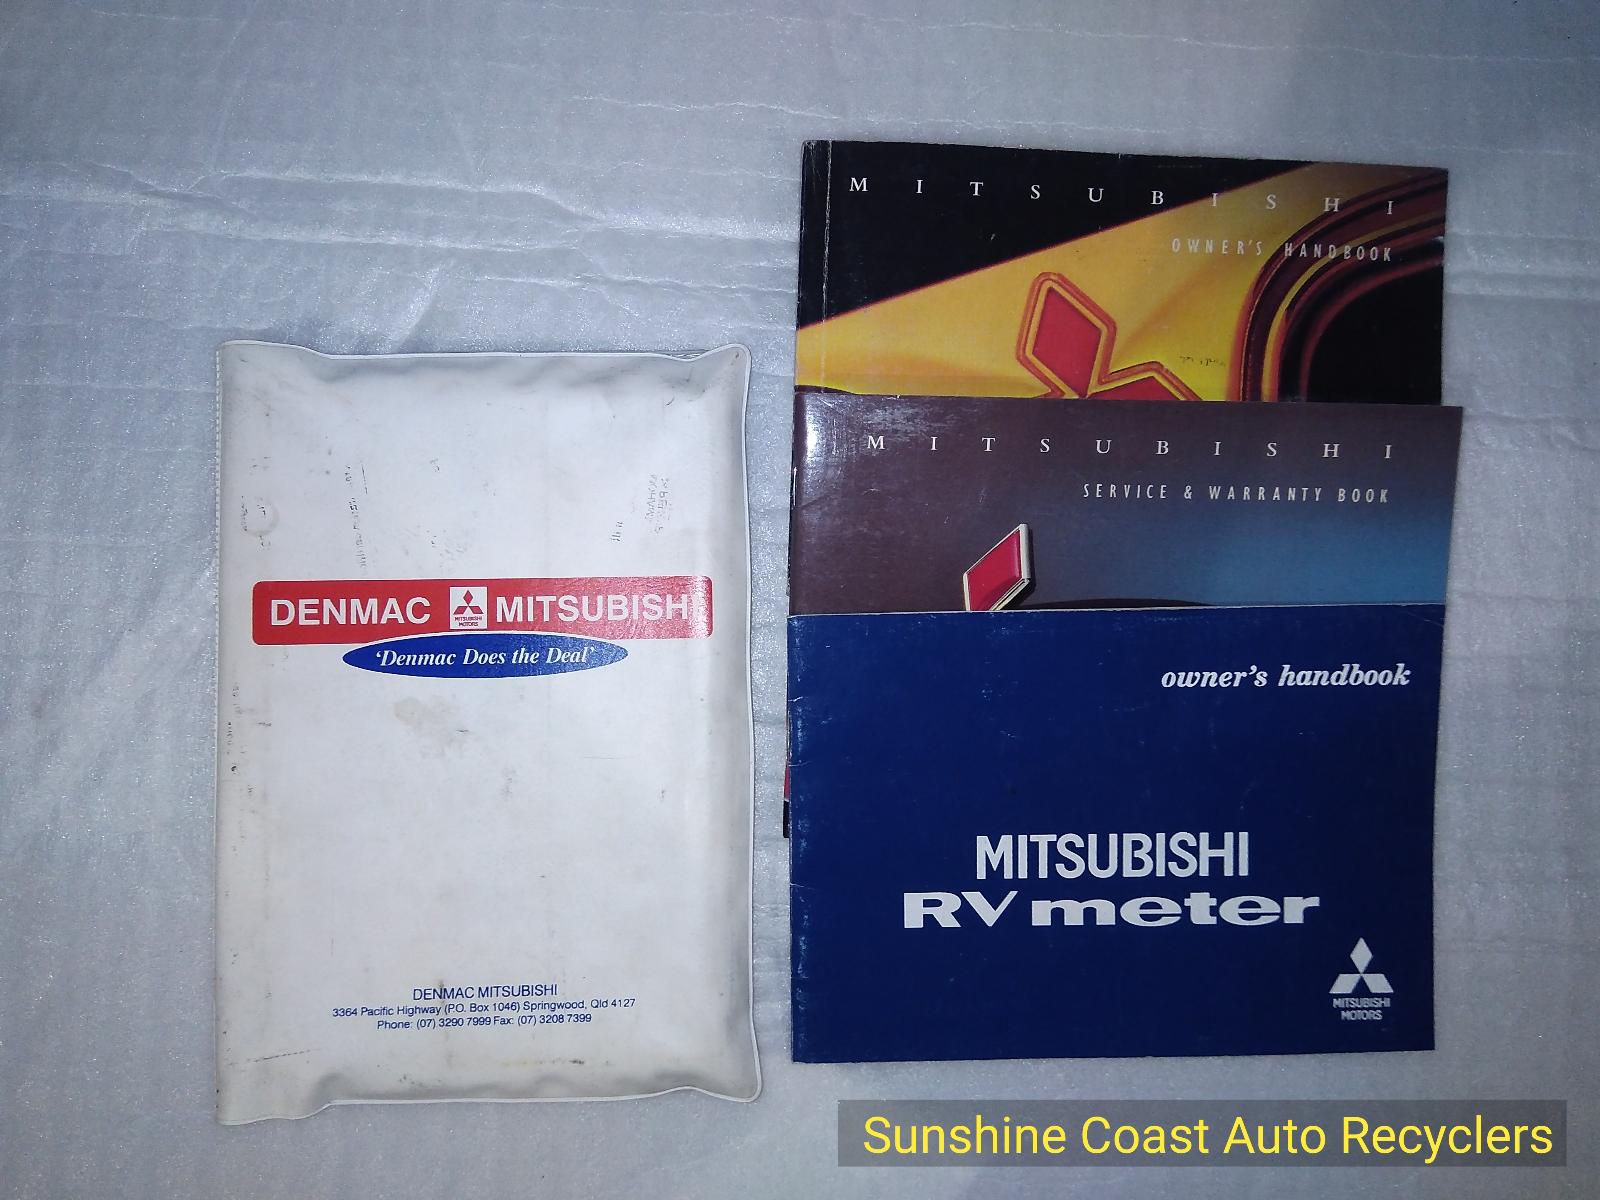 DENMAC MITSUBISHI MOTORS MITSUBISHI
'Denmac Does the Deal'
DENMAC MITSUBISHI
3364 Pacific Highway (P.O. Box 1046) Springwood, Qld 4127
Phone: (07) 3290 7999 Fax: (07) 3208 7399
MITSUBISHI
OWNER'S HANDBOOK
MITSUBISHI
SERVICE & WARRANTY BOOK
owner's handbook
MITSUBISHI
RV meter
MITSUBISHI
MOTORS
Sunshine Coast Auto Recyclers